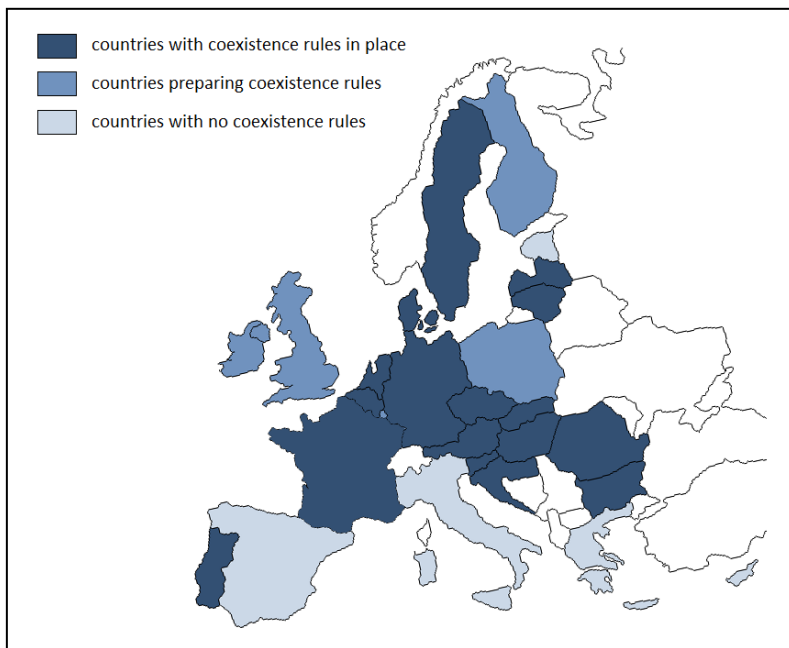 countries with coexistence rules in place
countries preparing coexistence rules
countries with no coexistence rules